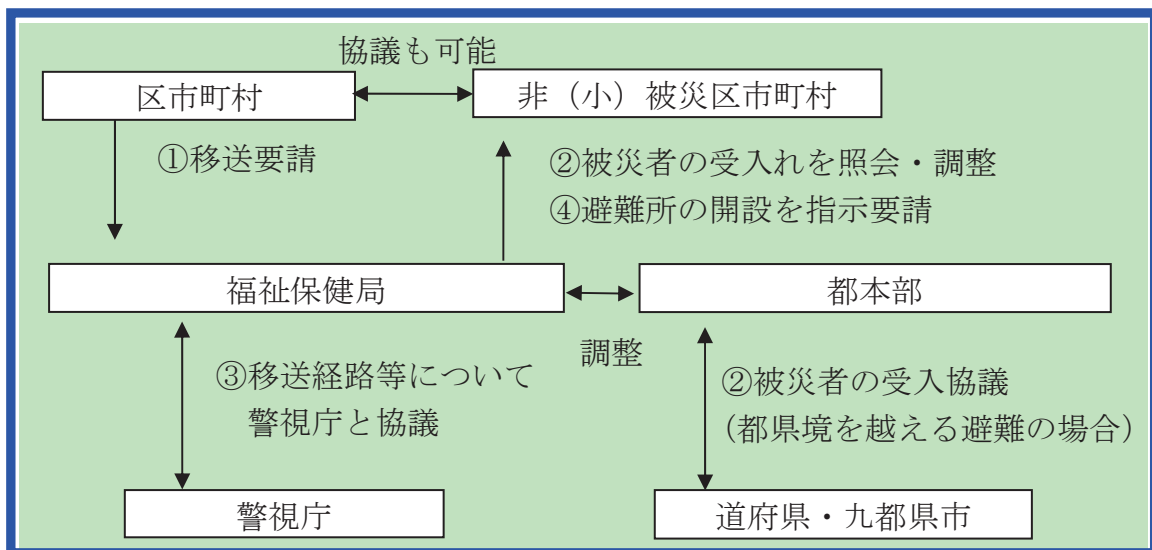 協議も可能
区市町村
非（小）被災区市町村
①移送要請
②被災者の受入れを照会・調整
④避難所の開設を指示要請
福祉保健局
都本部
調整
③移送経路等について
警視庁と協議
②被災者の受入協議
（都県境を越える避難の場合）
警視庁
道府県・九都県市